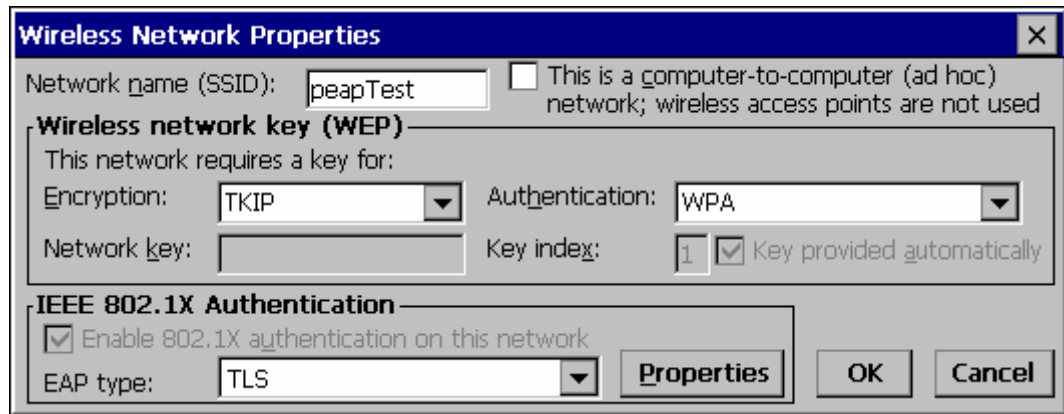 Wireless Network Properties
Network name (SSID): peapTest
This is a computer-to-computer (ad hoc)
network; wireless access points are not used
Wireless network key (WEP)
This network requires a key for:
Encryption: TKIP Authentication: WPA
Network key: Key index: 1 Key provided automatically
IEEE 802.1X Authentication
Enable 802.1X authentication on this network
EAP type: TLS Properties OK Cancel